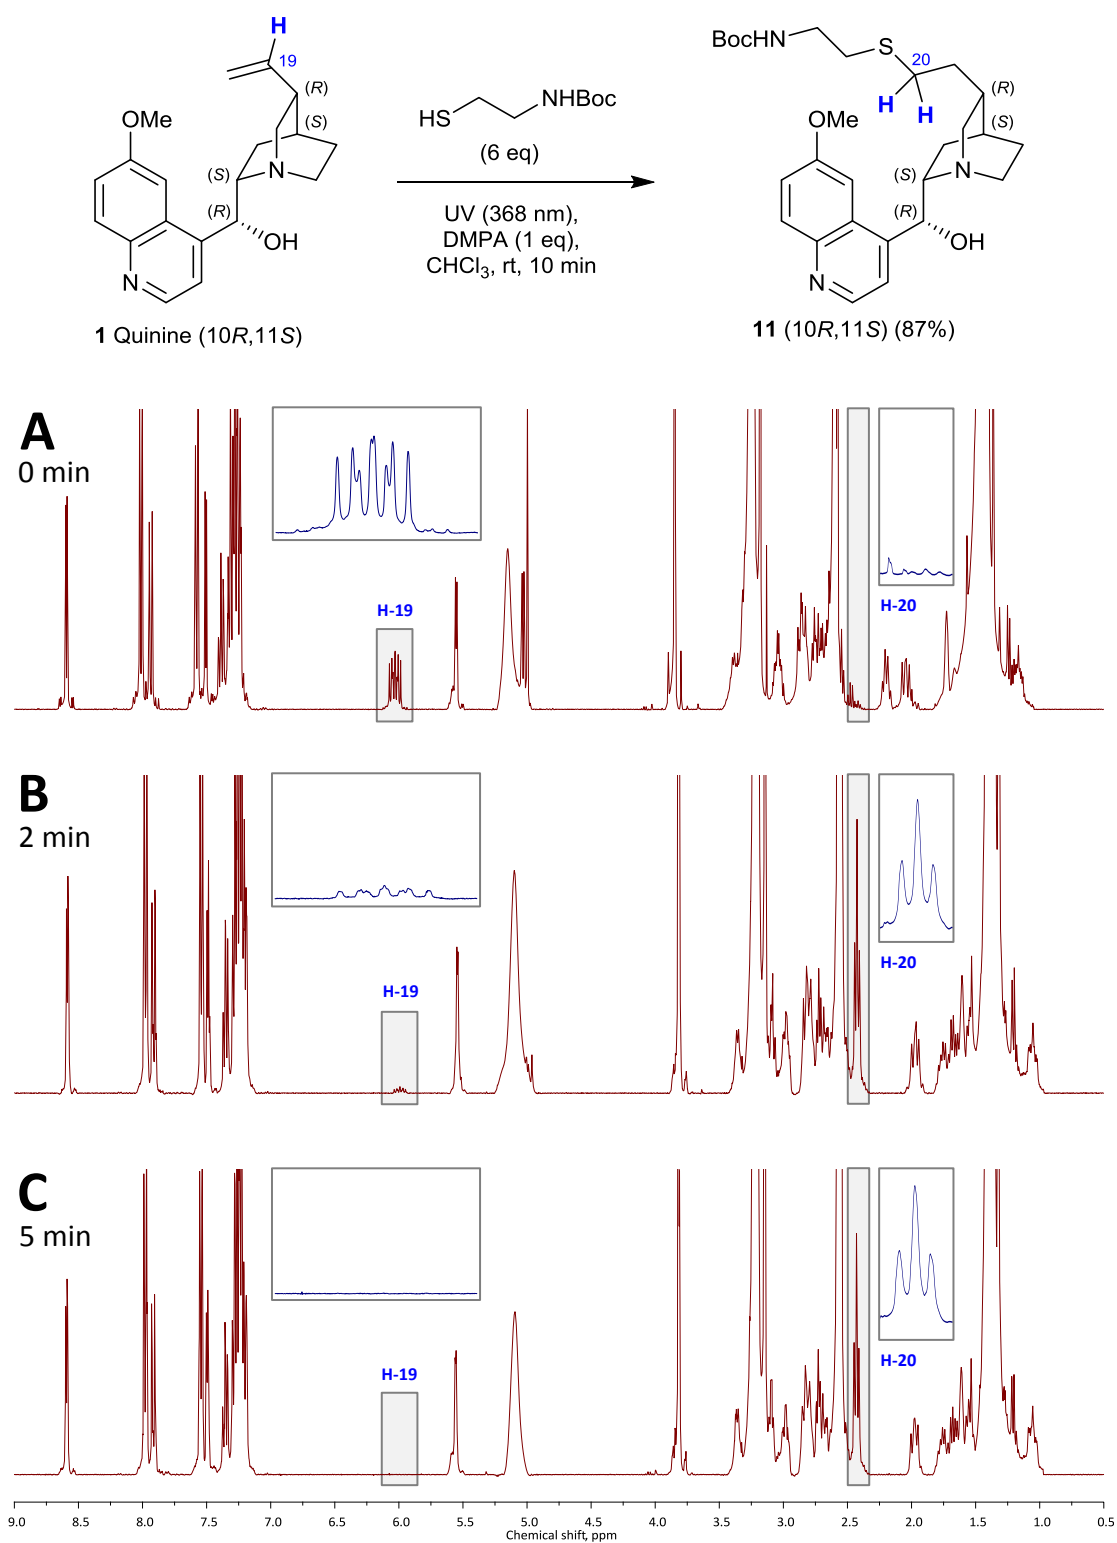 H
19
(R)
(S)
OMe
N
(S)
(R)
OH
N
1 Quinine (10R,11S)
HS
NHBoc
(6 eq)
UV (368 nm),
DMPA (1 eq),
CHCl3, rt, 10 min
BocHN
S
20
H
H
(R)
(S)
OMe
N
(S)
(R)
OH
N
11 (10R,11S) (87%)
A
0 min
H-19
H-20
B
2 min
H-19
H-20
C
5 min
H-19
H-20
9.0 8.5 8.0 7.5 7.0 6.5 6.0 5.5 5.0 4.5 4.0 3.5 3.0 2.5 2.0 1.5 1.0 0.5
Chemical shift, ppm